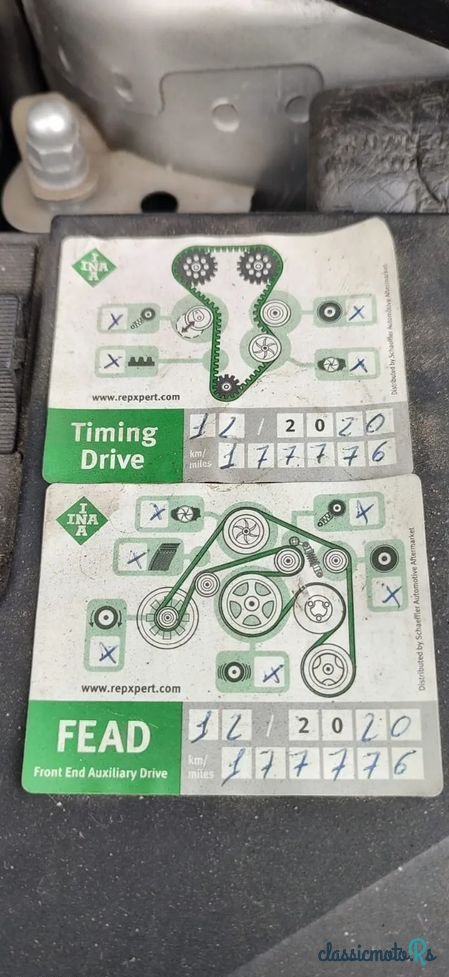 INA
www.repxpert.com
Distributed by Schaeffler Automotive Aftermarket
Timing
Drive
12 / 2020
km/
miles
177776
INA
www.repxpert.com
Distributed by Schaeffler Automotive Aftermarket
FEAD
Front End Auxiliary Drive
12 / 2020
km/
miles
177776
classicmoto.Rs